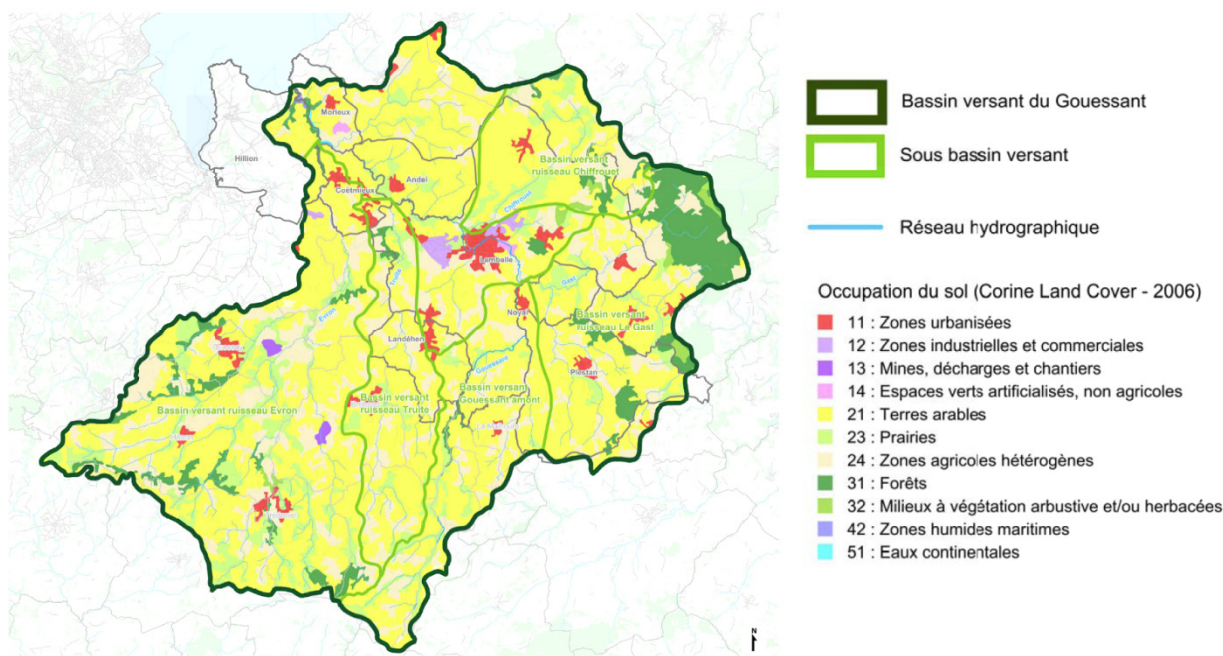 Morieux
Hillion
Bassin versant
ruisseau Chiffrouet
Coëtmieux
Andel
Chiffrouet
Lamballe
Truite
Evron
Gast
Noyal
Bassin versant
ruisseau Le Gast
Landéhen
Gouessant
Plestan
Bassin versant
Gouessant amont
Bassin versant
ruisseau Truite
Bassin versant ruisseau Evron
N
Bassin versant du Gouessant
Sous bassin versant
Réseau hydrographique
Occupation du sol (Corine Land Cover - 2006)
11 : Zones urbanisées
12 : Zones industrielles et commerciales
13 : Mines, décharges et chantiers
14 : Espaces verts artificialisés, non agricoles
21 : Terres arables
23 : Prairies
24 : Zones agricoles hétérogènes
31 : Forêts
32 : Milieux à végétation arbustive et/ou herbacées
42 : Zones humides maritimes
51 : Eaux continentales